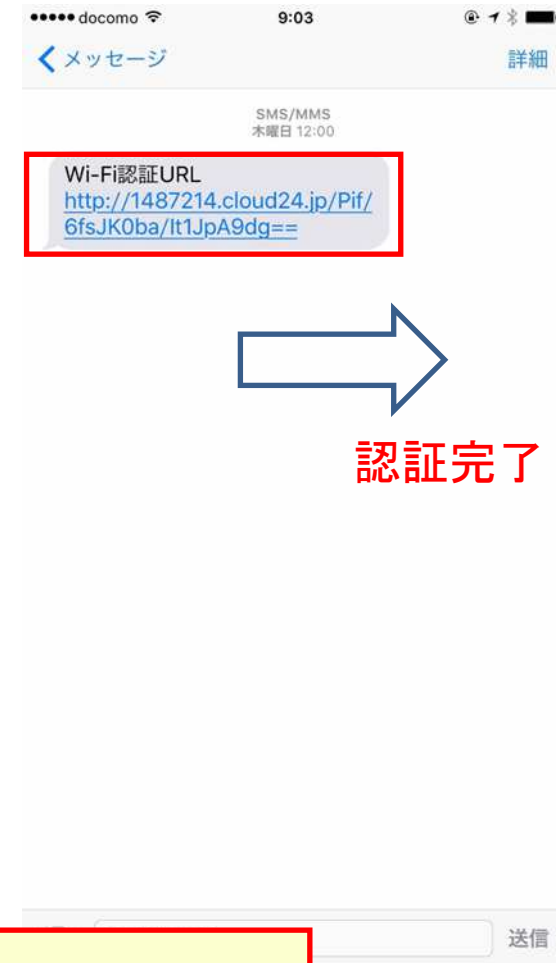 docomo 9:03
メッセージ 詳細
SMS/MMS
木曜日 12:00
Wi-Fi認証URL
http://1487214.cloud24.jp/Pif/
6fsJK0ba/It1JpA9dg==
認証完了
送信